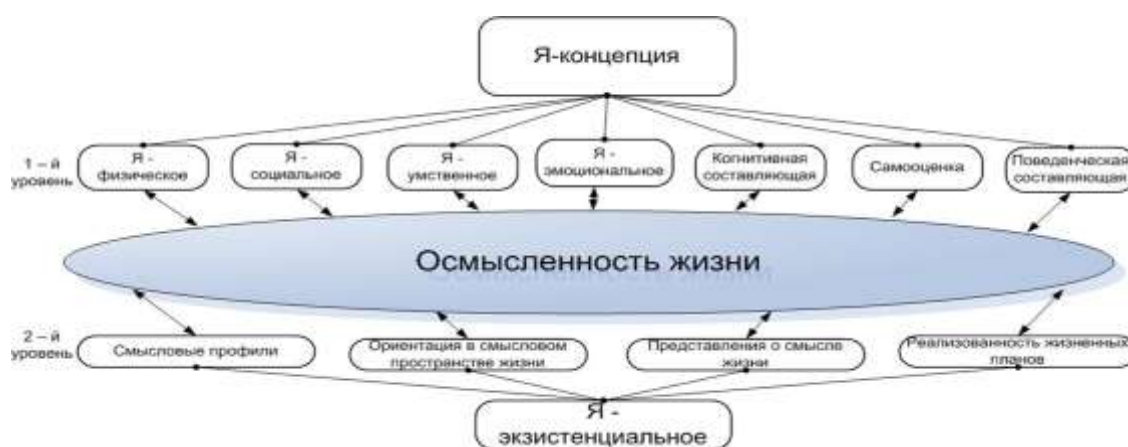 Я-концепция
1 – й
уровень
Я -
физическое
Я -
социальное
Я -
умственное
Я -
эмоциональное
Когнитивная
составляющая
Самооценка
Поведенческая
составляющая
Осмысленность жизни
2 – й
уровень
Смысловые профили
Ориентация в смысловом
пространстве жизни
Представления о смысле
жизни
Реализованность жизненных
планов
Я -
экзистенциальное